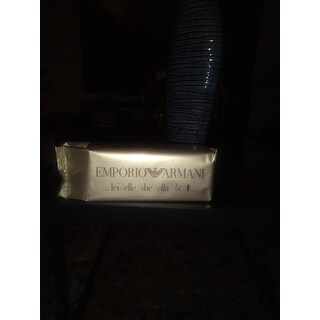 EMPORIO ARMANI
...lei elle she ella